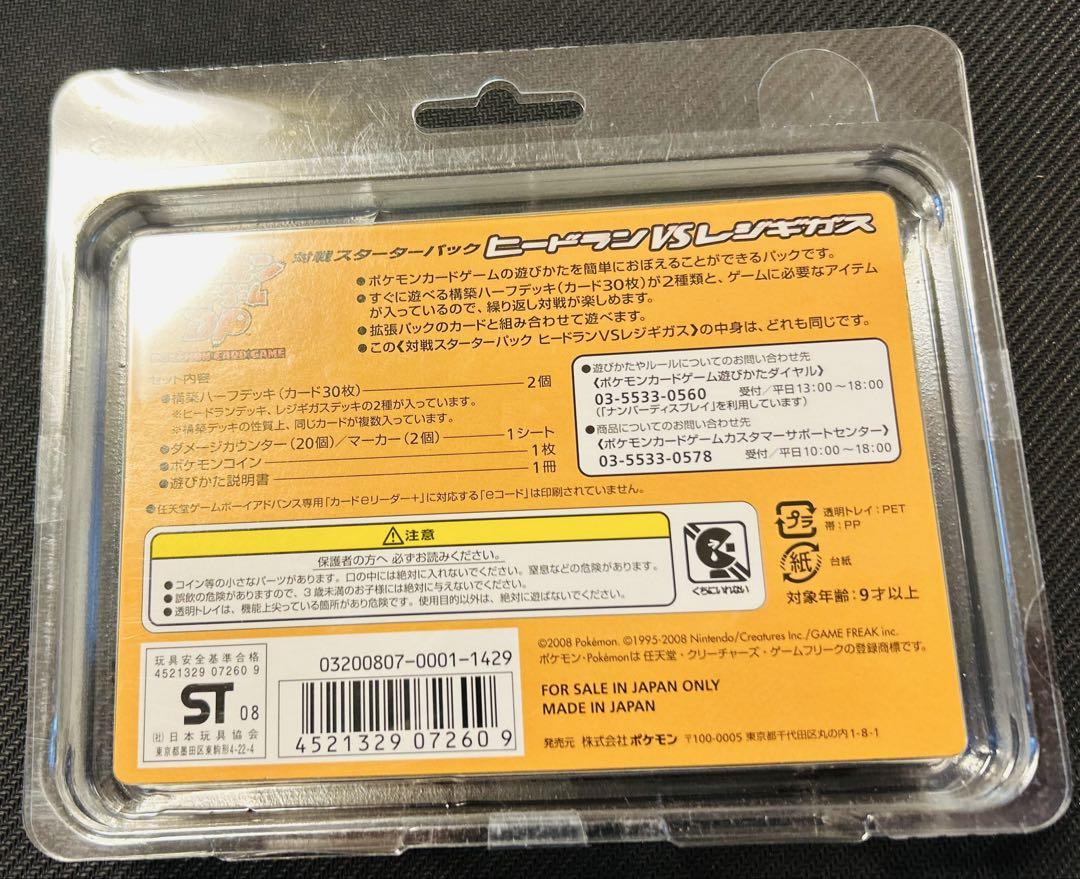 対戦スターターパック ヒードランVSレジギガス
●ポケモンカードゲームの遊びかたを簡単におぼえることができるパックです。
●すぐに遊べる構築ハーフデッキ(カード30枚)が2種類と、ゲームに必要なアイテム
が入っているので、繰り返し対戦が楽しめます。
●拡張パックのカードと組み合わせて遊べます。
●この《対戦スターターパック ヒードランVSレジギガス》の中身は、どれも同じです。
DP
POKÉMON CARD GAME
セット内容
●構築ハーフデッキ(カード30枚)――2個
※ヒードランデッキ、レジギガスデッキの2種が入っています。
※構築デッキの性質上、同じカードが複数入っています。
●ダメージカウンター(20個)/マーカー(2個)――1シート
●ポケモンコイン――1枚
●遊びかた説明書――1冊
●任天堂ゲームボーイアドバンス専用「カードeリーダー+」に対応する「eコード」は印刷されていません。
●遊びかたやルールについてのお問い合わせ先
《ポケモンカードゲーム遊びかたダイヤル》
03-5533-0560 受付/平日13:00~18:00
(「ナンバーディスプレイ」を利用しています)
●商品についてのお問い合わせ先
《ポケモンカードゲームカスタマーサポートセンター》
03-5533-0578 受付/平日10:00~18:00
注意
保護者の方へ 必ずお読みください。
●コイン等の小さなパーツがあります。口の中には絶対に入れないでください。窒息などの危険があります。
●誤飲の危険がありますので、3歳未満のお子様には絶対に与えないでください。
●透明トレイは、機能上尖っている箇所があり危険です。使用目的以外は、絶対に遊ばないでください。
くちにいれない
プラ
透明トレイ:PET
帯:PP
紙
台紙
対象年齢:9才以上
玩具安全基準合格
4521329 07260 9
ST 08
(社)日本玩具協会
東京都墨田区東駒形4-22-4
03200807-0001-1429
4521329072609
©2008 Pokémon. ©1995-2008 Nintendo/Creatures Inc./GAME FREAK inc.
ポケモン・Pokémonは 任天堂・クリーチャーズ・ゲームフリークの登録商標です。
FOR SALE IN JAPAN ONLY
MADE IN JAPAN
発売元 株式会社ポケモン 〒100-0005 東京都千代田区丸の内1-8-1